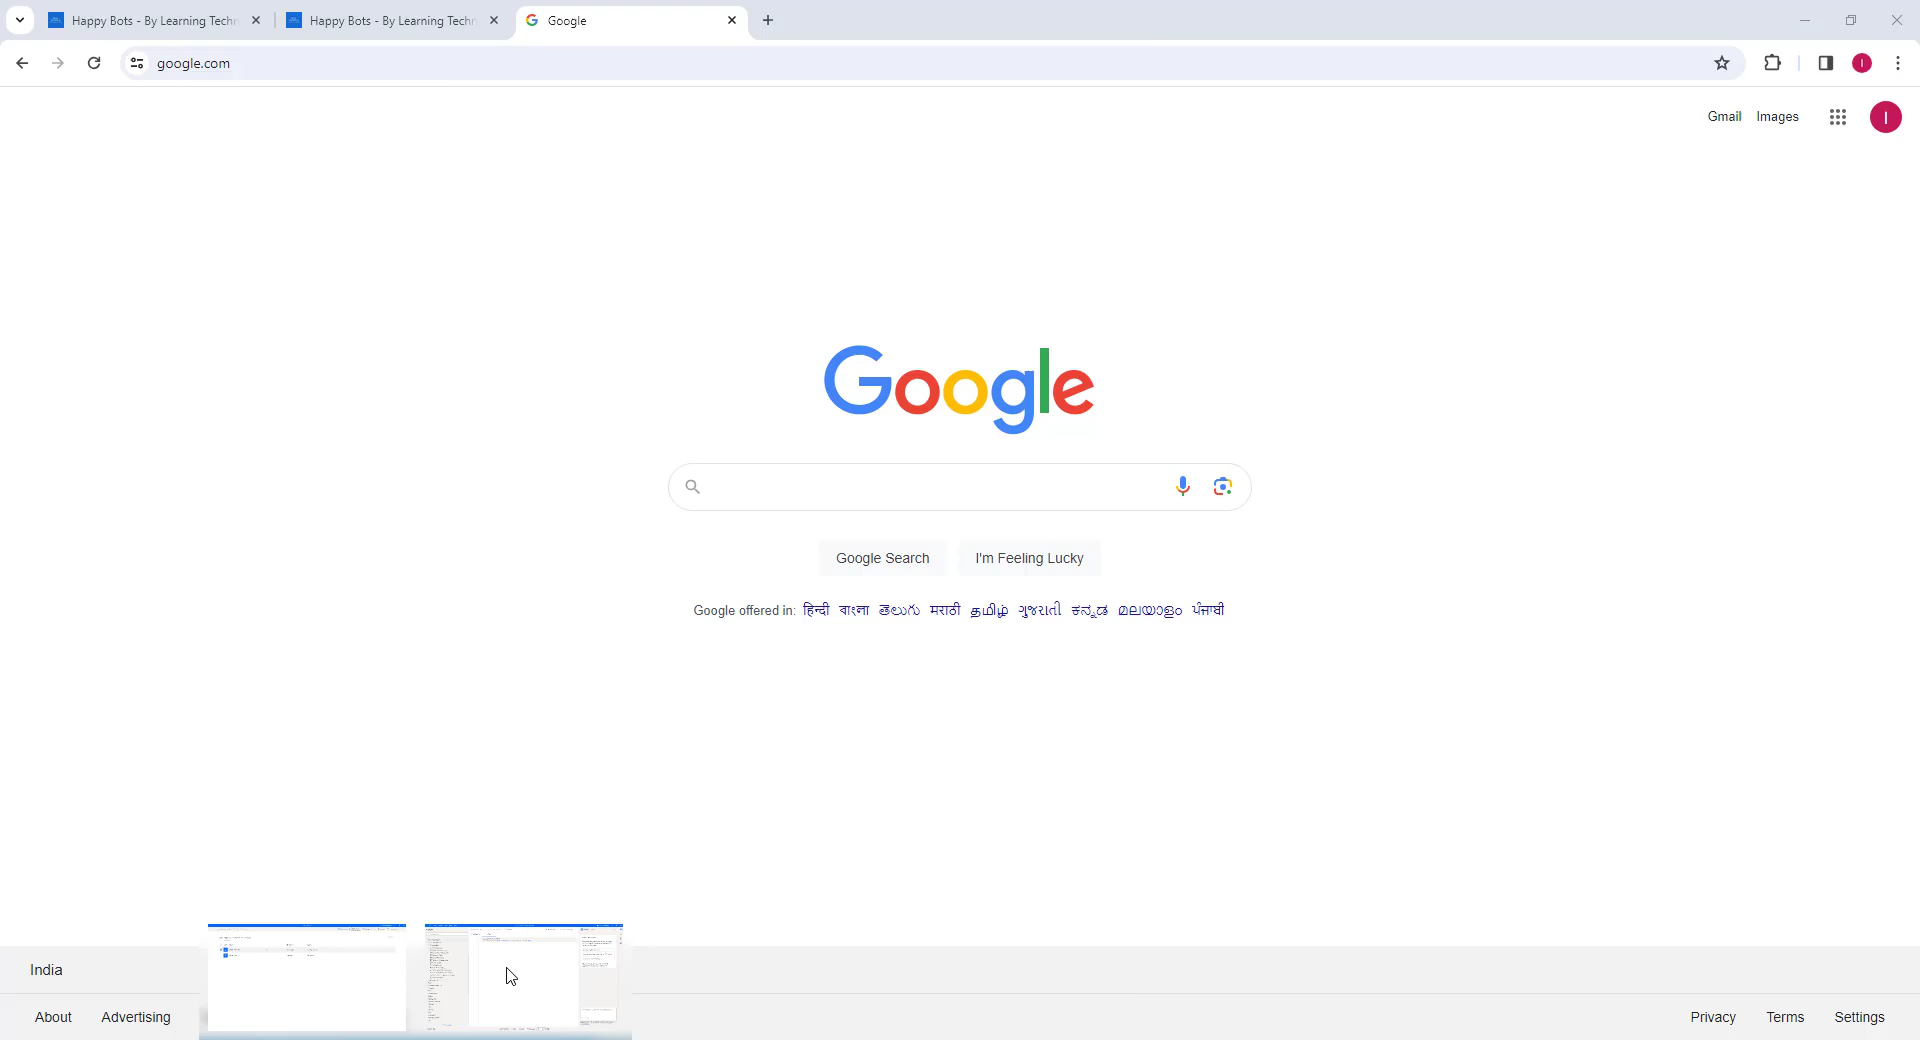 Happy Bots - By Learning Techn
Happy Bots - By Learning Techn
Google
google.com
I
Gmail
Images
I
Google
Google Search
I'm Feeling Lucky
Google offered in: हिन्दी বাংলা తెలుగు मराठी தமிழ் ગુજરાતી ಕನ್ನಡ മലയാളം ਪੰਜਾਬੀ
India
About
Advertising
Privacy
Terms
Settings